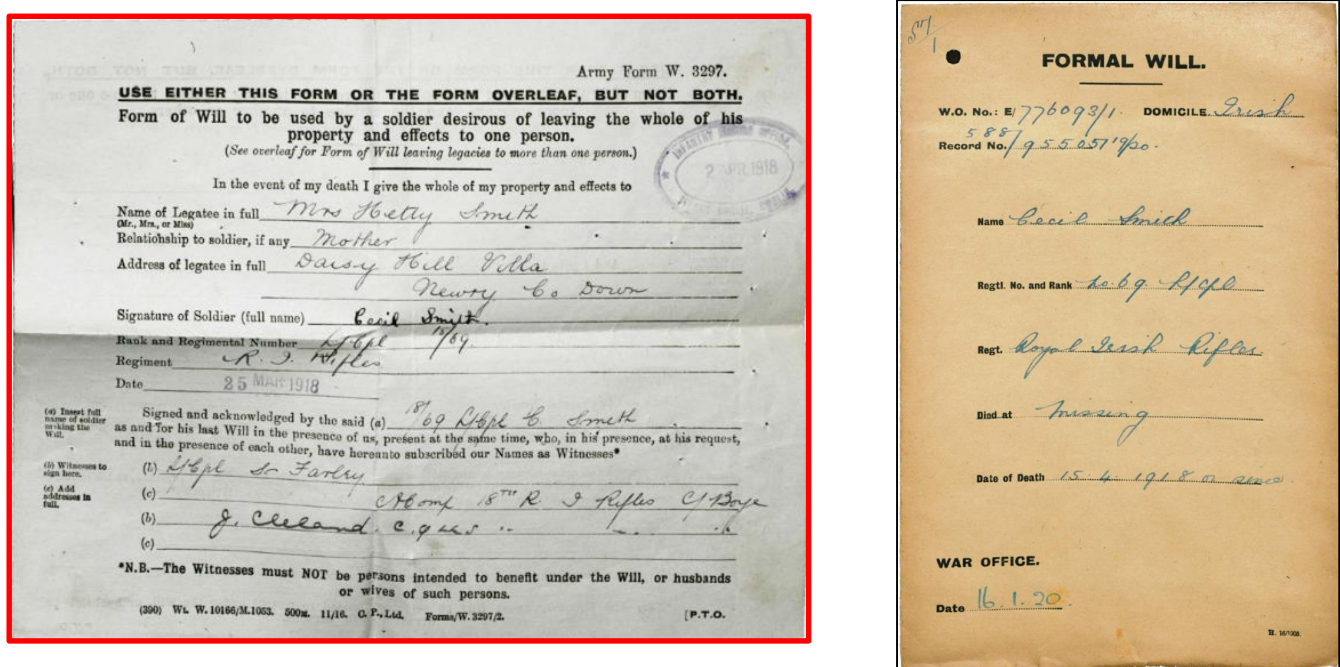 Army Form W. 3297.
USE EITHER THIS FORM OR THE FORM OVERLEAF, BUT NOT BOTH.
Form of Will to be used by a soldier desirous of leaving the whole of his
property and effects to one person.
(See overleaf for Form of Will leaving legacies to more than one person.)
2 APR 1918
In the event of my death I give the whole of my property and effects to
Name of Legatee in full Mrs Hetty Smith
(Mr., Mrs., or Miss)
Relationship to soldier, if any Mother
Address of legatee in full Daisy Hill Villa
Newry Co Down
Signature of Soldier (full name) Cecil Smith.
Rank and Regimental Number L/Cpl 18/69
Regiment R. I. Rifles
Date 25 MAR 1918
(a) Insert full
name of soldier
making the
Will.
Signed and acknowledged by the said (a) 18/69 L/Cpl C. Smith
as and for his last Will in the presence of us, present at the same time, who, in his presence, at his request,
and in the presence of each other, have hereunto subscribed our Names as Witnesses*
(b) Witnesses to
sign here.
(c) Add
addresses in
full.
(b) L/Cpl
(c) 18TH R I Rifles
(b) J. Cleland
(c)
*N.B.—The Witnesses must NOT be persons intended to benefit under the Will, or husbands
or wives of such persons.
(390) Wt. W. 10166/M.1053. 500M. 11/16. C. P., Ltd. Forms/W. 3297/2. [P.T.O.
FORMAL WILL.
W.O. No.: E/776093/1. DOMICILE Irish
588
Record No./955051 19/20.
Name Cecil Smith
Regtl. No. and Rank No. 69 L/Cpl
Regt. Royal Irish Rifles
Died at missing
Date of Death 15. 4. 1918 or since
WAR OFFICE.
Date 16.1.20.